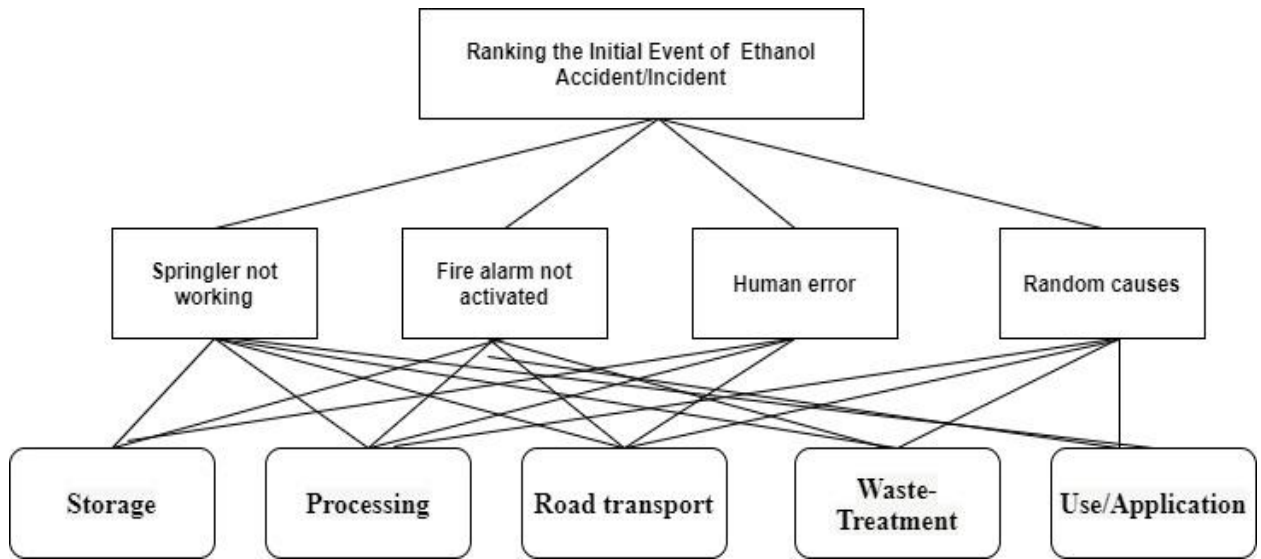 Ranking the Initial Event of Ethanol
Accident/Incident
Springler not
working
Fire alarm not
activated
Human error
Random causes
Storage
Processing
Road transport
Waste-
Treatment
Use/Application